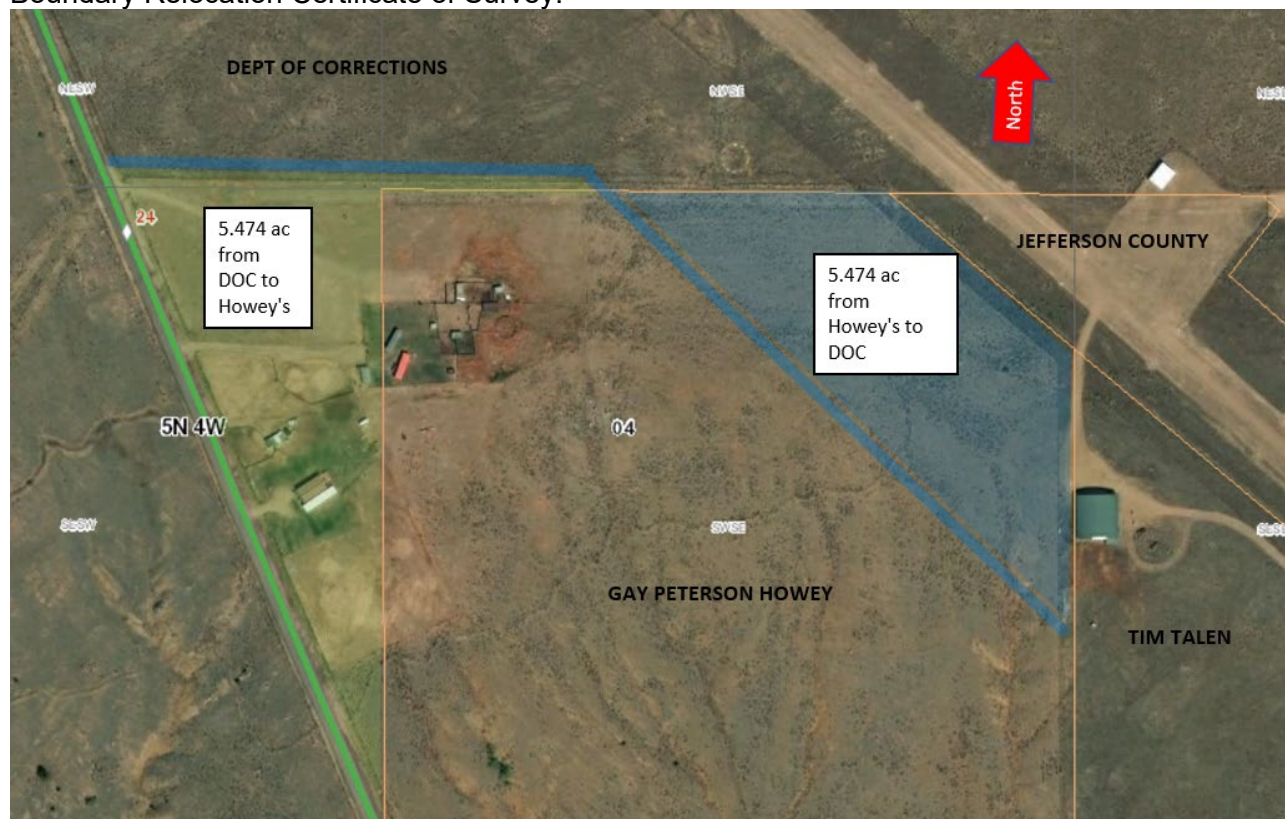 Boundary Relocation Certificate of Survey:
DEPT OF CORRECTIONS
NESW
NWSE
North
24
5.474 ac
from
DOC to
Howey's
JEFFERSON COUNTY
5.474 ac
from
Howey's to
DOC
5N 4W
04
SESW
SWSE
GAY PETERSON HOWEY
TIM TALEN